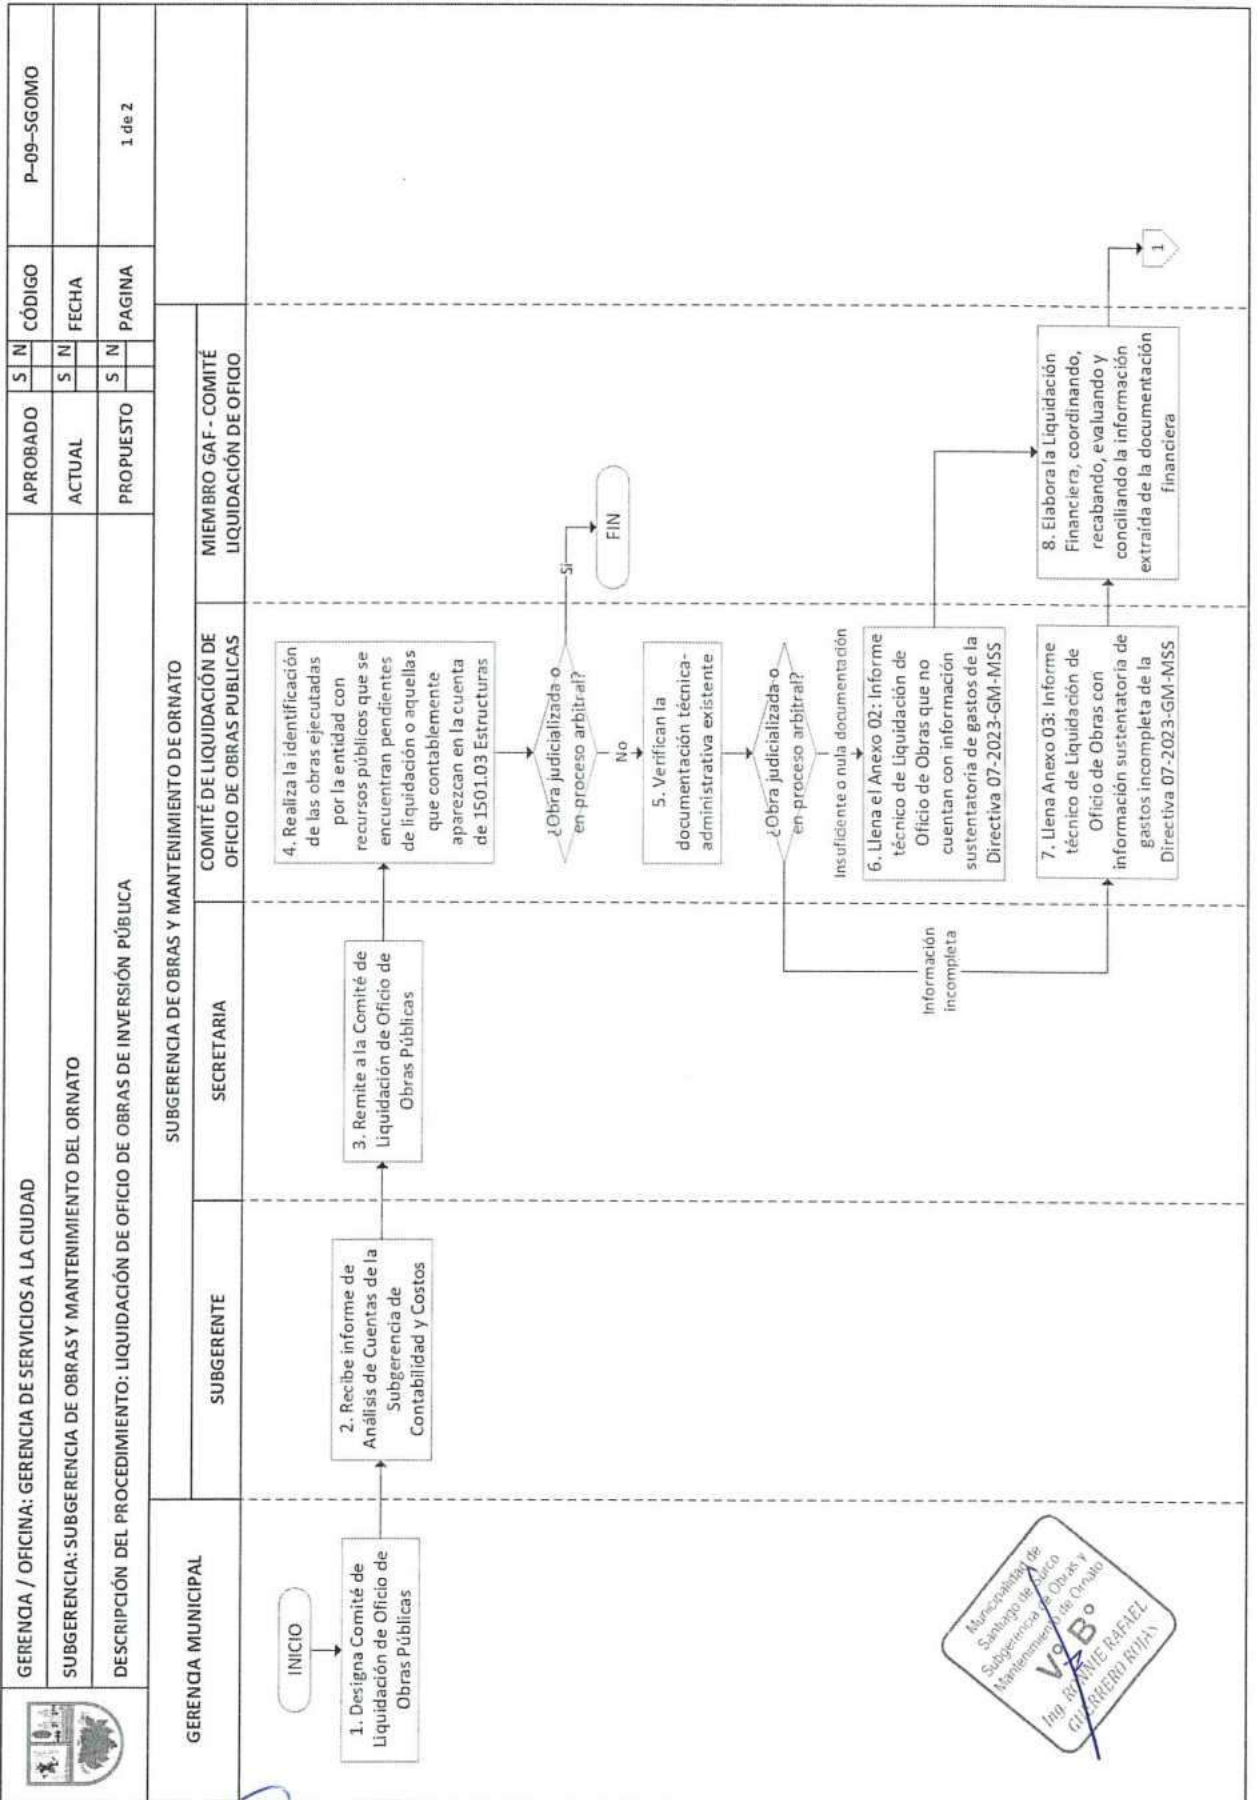 GERENCIA / OFICINA: GERENCIA DE SERVICIOS A LA CIUDAD
APROBADO
S N
CÓDIGO
P-09-SGOMO
SUBGERENCIA: SUBGERENCIA DE OBRAS Y MANTENIMIENTO DEL ORNATO
ACTUAL
S N
FECHA
DESCRIPCIÓN DEL PROCEDIMIENTO: LIQUIDACIÓN DE OFICIO DE OBRAS DE INVERSIÓN PÚBLICA
PROPUESTO
S N
PAGINA
1 de 2
GERENCIA MUNICIPAL
SUBGERENCIA DE OBRAS Y MANTENIMIENTO DE ORNATO
SUBGERENTE
SECRETARIA
COMITÉ DE LIQUIDACIÓN DE
OFICIO DE OBRAS PUBLICAS
MIEMBRO GAF - COMITÉ
LIQUIDACIÓN DE OFICIO
INICIO
1. Designa Comité de
Liquidación de Oficio de
Obras Públicas
2. Recibe informe de
Análisis de Cuentas de la
Subgerencia de
Contabilidad y Costos
3. Remite a la Comité de
Liquidación de Oficio de
Obras Públicas
4. Realiza la identificación
de las obras ejecutadas
por la entidad con
recursos públicos que se
encuentran pendientes
de liquidación o aquellas
que contablemente
aparezcan en la cuenta
de 1501.03 Estructuras
¿Obra judicializada o
en proceso arbitral?
Si
FIN
No
5. Verifican la
documentación técnica-
administrativa existente
¿Obra judicializada o
en proceso arbitral?
Insuficiente o nula documentación
6. Llena el Anexo 02: Informe
técnico de Liquidación de
Oficio de Obras que no
cuentan con información
sustentatoria de gastos de la
Directiva 07-2023-GM-MSS
Información
incompleta
7. Llena Anexo 03: Informe
técnico de Liquidación de
Oficio de Obras con
información sustentatoria de
gastos incompleta de la
Directiva 07-2023-GM-MSS
8. Elabora la Liquidación
Financiera, coordinando,
recabando, evaluando y
conciliando la información
extraída de la documentación
financiera
1
Municipalidad de
Santiago de Surco
Subgerencia de Obras y
Mantenimiento de Ornato
V° B°
Ing. RONNIE RAFAEL
GUERRERO ROJAS